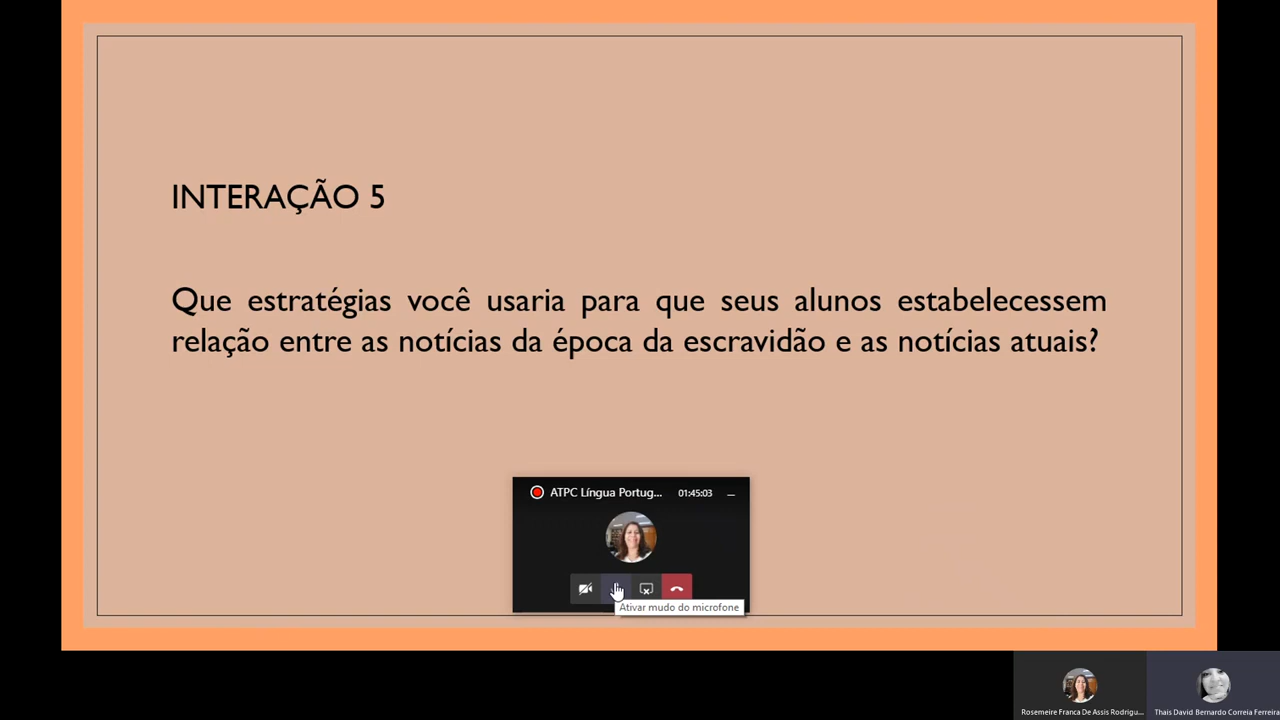 INTERAÇÃO 5
Que estratégias você usaria para que seus alunos estabelecessem
relação entre as notícias da época da escravidão e as notícias atuais?
ATPC Língua Portug... 01:45:03
Ativar mudo do microfone
Rosemeire Franca De Assis Rodrigu...
Thais David Bernardo Correia Ferreira